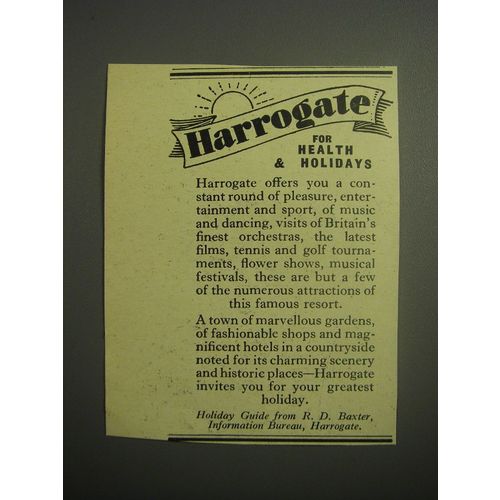 Harrogate
FOR
HEALTH
& HOLIDAYS
Harrogate offers you a con-
stant round of pleasure, enter-
tainment and sport, of music
and dancing, visits of Britain's
finest orchestras, the latest
films, tennis and golf tourna-
ments, flower shows, musical
festivals, these are but a few
of the numerous attractions of
this famous resort.
A town of marvellous gardens,
of fashionable shops and mag-
nificent hotels in a countryside
noted for its charming scenery
and historic places—Harrogate
invites you for your greatest
holiday.
Holiday Guide from R. D. Baxter,
Information Bureau, Harrogate.